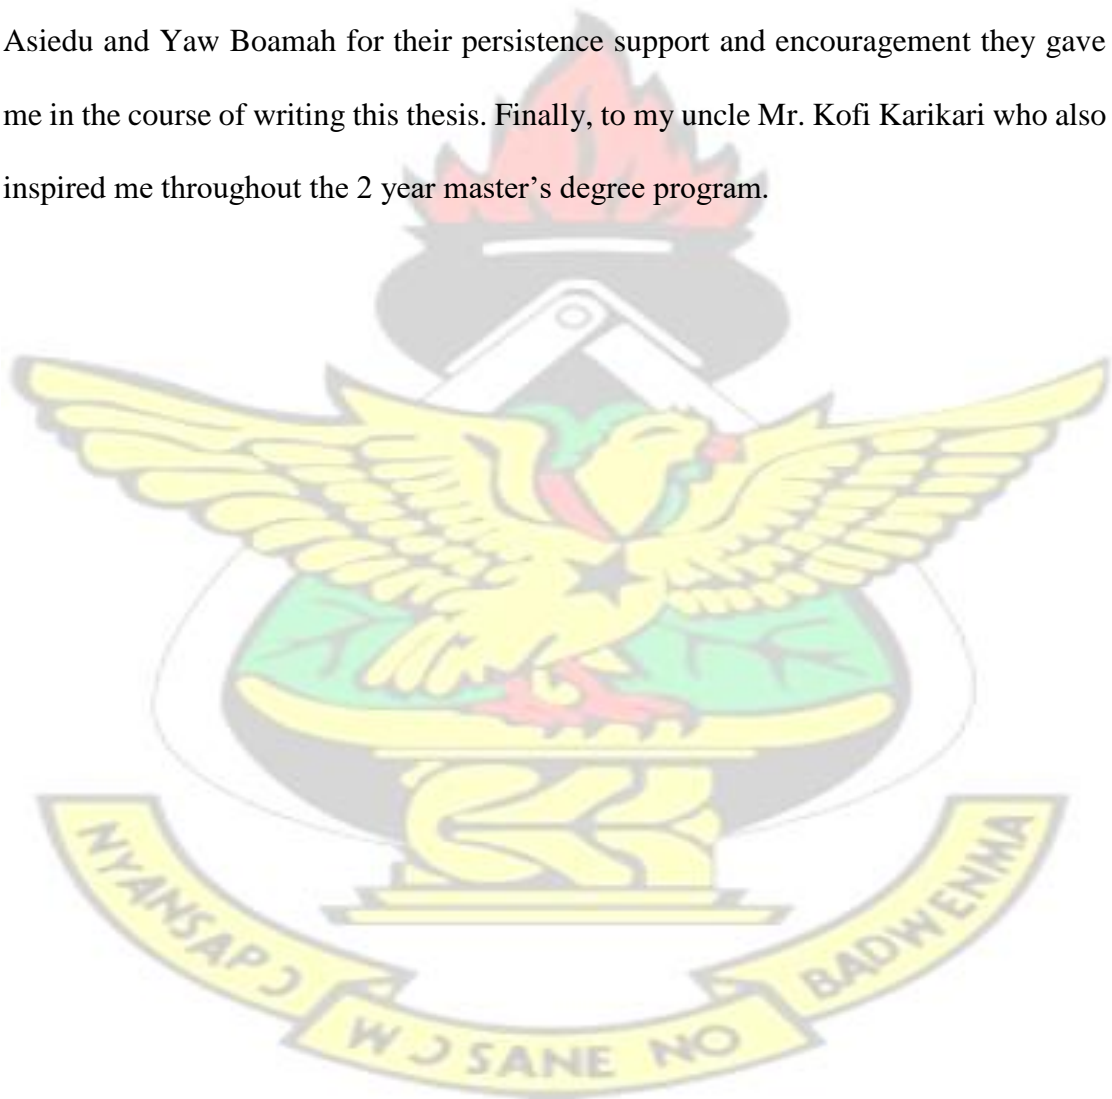 Asiedu and Yaw Boamah for their persistence support and encouragement they gave
me in the course of writing this thesis. Finally, to my uncle Mr. Kofi Karikari who also
inspired me throughout the 2 year master’s degree program.
NYANSAPƆ
WƆSANE NO
BADWENMA